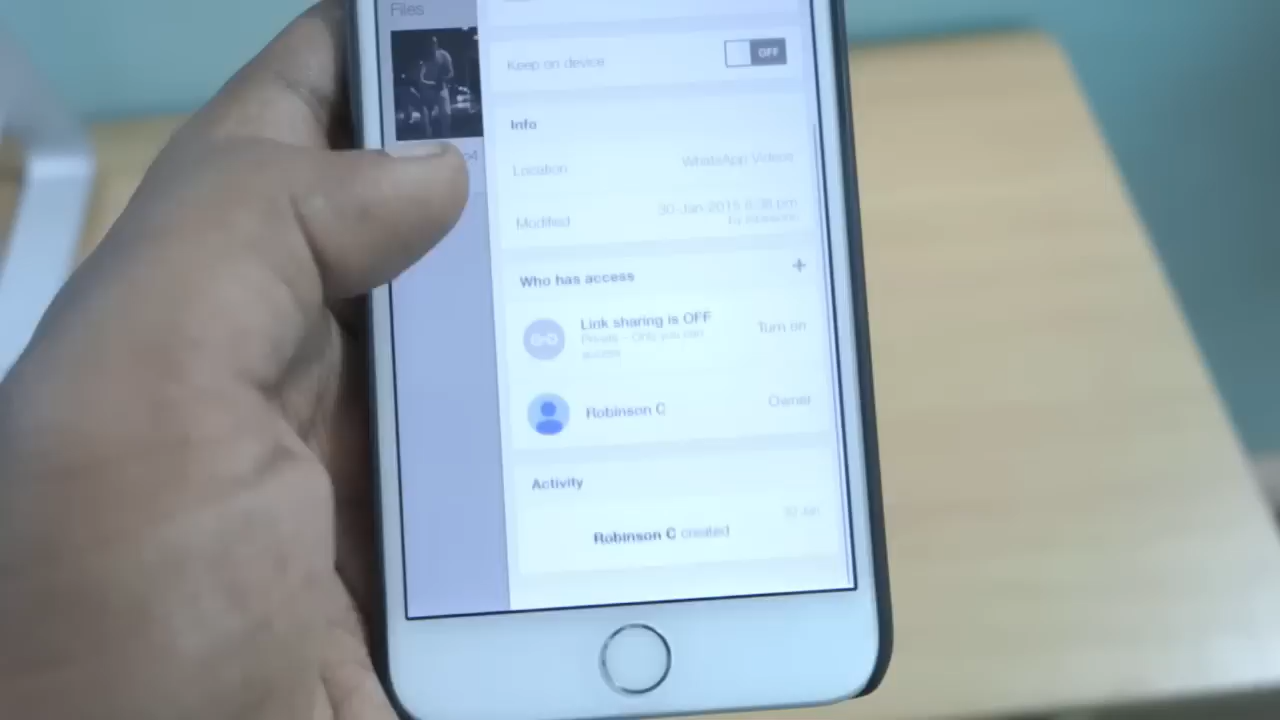 Files
Keep on device
OFF
Info
Location
WhatsApp Videos
Modified
30-Jan-2015 6:38 pm
Who has access
+
Link sharing is OFF
Private – Only you can
access
Turn on
Robinson C
Owner
Activity
Robinson C created